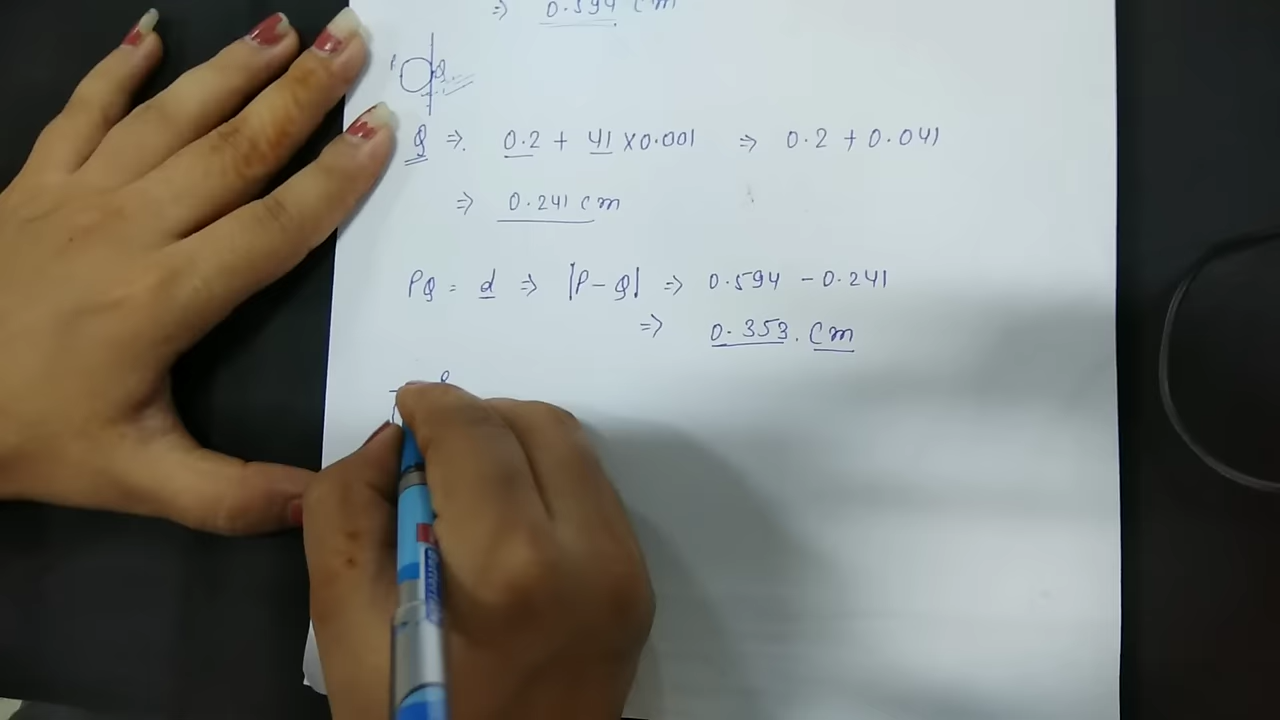 => 0.594 cm
P Q
Q => 0.2 + 41 x0.001 => 0.2 + 0.041
=> 0.241 cm
PQ = d => |P - Q| => 0.594 - 0.241
=> 0.353. cm